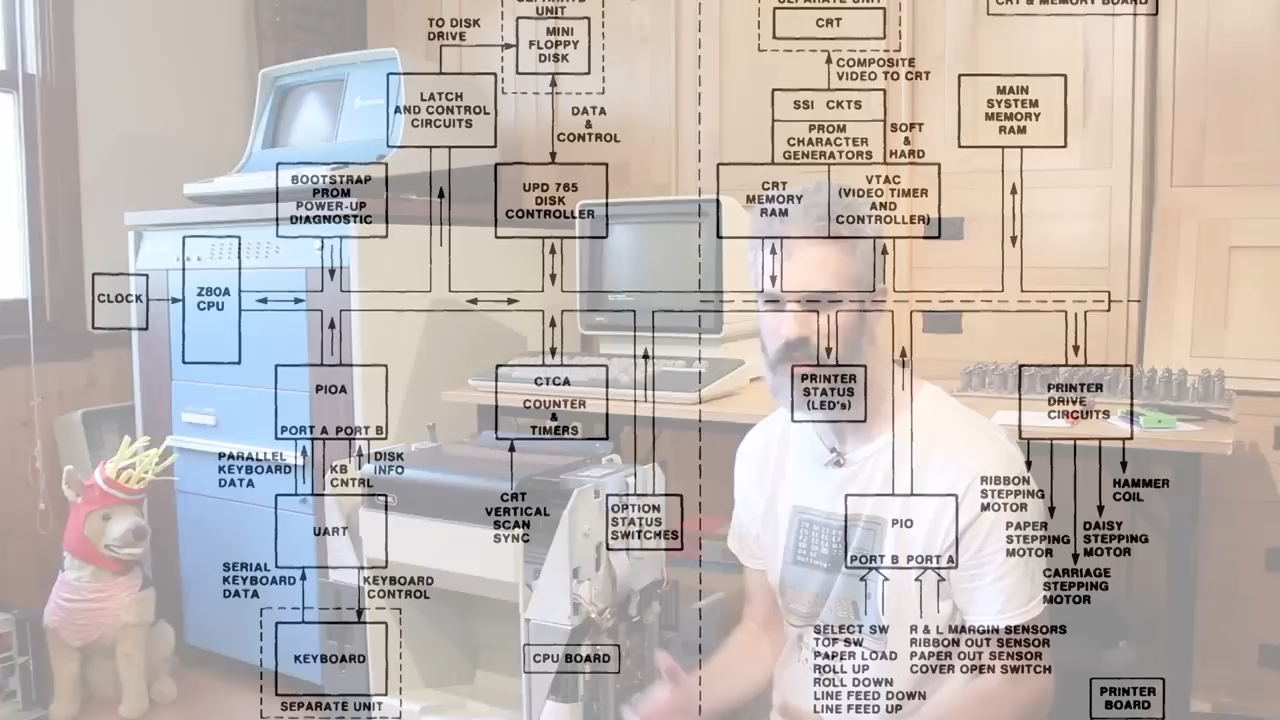 SEPARATE
UNIT
MINI
FLOPPY
DISK
TO DISK
DRIVE
LATCH
AND CONTROL
CIRCUITS
DATA
&
CONTROL
SEPARATE UNIT
CRT
COMPOSITE
VIDEO TO CRT
SSI CKTS
PROM
CHARACTER
GENERATORS
SOFT
&
HARD
CRT & MEMORY BOARD
MAIN
SYSTEM
MEMORY
RAM
BOOTSTRAP
PROM
POWER-UP
DIAGNOSTIC
UPD 765
DISK
CONTROLLER
CRT
MEMORY
RAM
VTAC
(VIDEO TIMER
AND
CONTROLLER)
CLOCK
Z80A
CPU
PIOA
PORT A PORT B
CTCA
COUNTER
&
TIMERS
PRINTER
STATUS
(LED's)
PRINTER
DRIVE
CIRCUITS
PARALLEL
KEYBOARD
DATA
KB
CNTRL
DISK
INFO
CRT
VERTICAL
SCAN
SYNC
OPTION
STATUS
SWITCHES
UART
PIO
PORT B PORT A
RIBBON
STEPPING
MOTOR
PAPER
STEPPING
MOTOR
CARRIAGE
STEPPING
MOTOR
DAISY
STEPPING
MOTOR
HAMMER
COIL
SERIAL
KEYBOARD
DATA
KEYBOARD
CONTROL
KEYBOARD
SEPARATE UNIT
CPU BOARD
SELECT SW
TOF SW
PAPER LOAD
ROLL UP
ROLL DOWN
LINE FEED DOWN
LINE FEED UP
R & L MARGIN SENSORS
RIBBON OUT SENSOR
PAPER OUT SENSOR
COVER OPEN SWITCH
PRINTER
BOARD